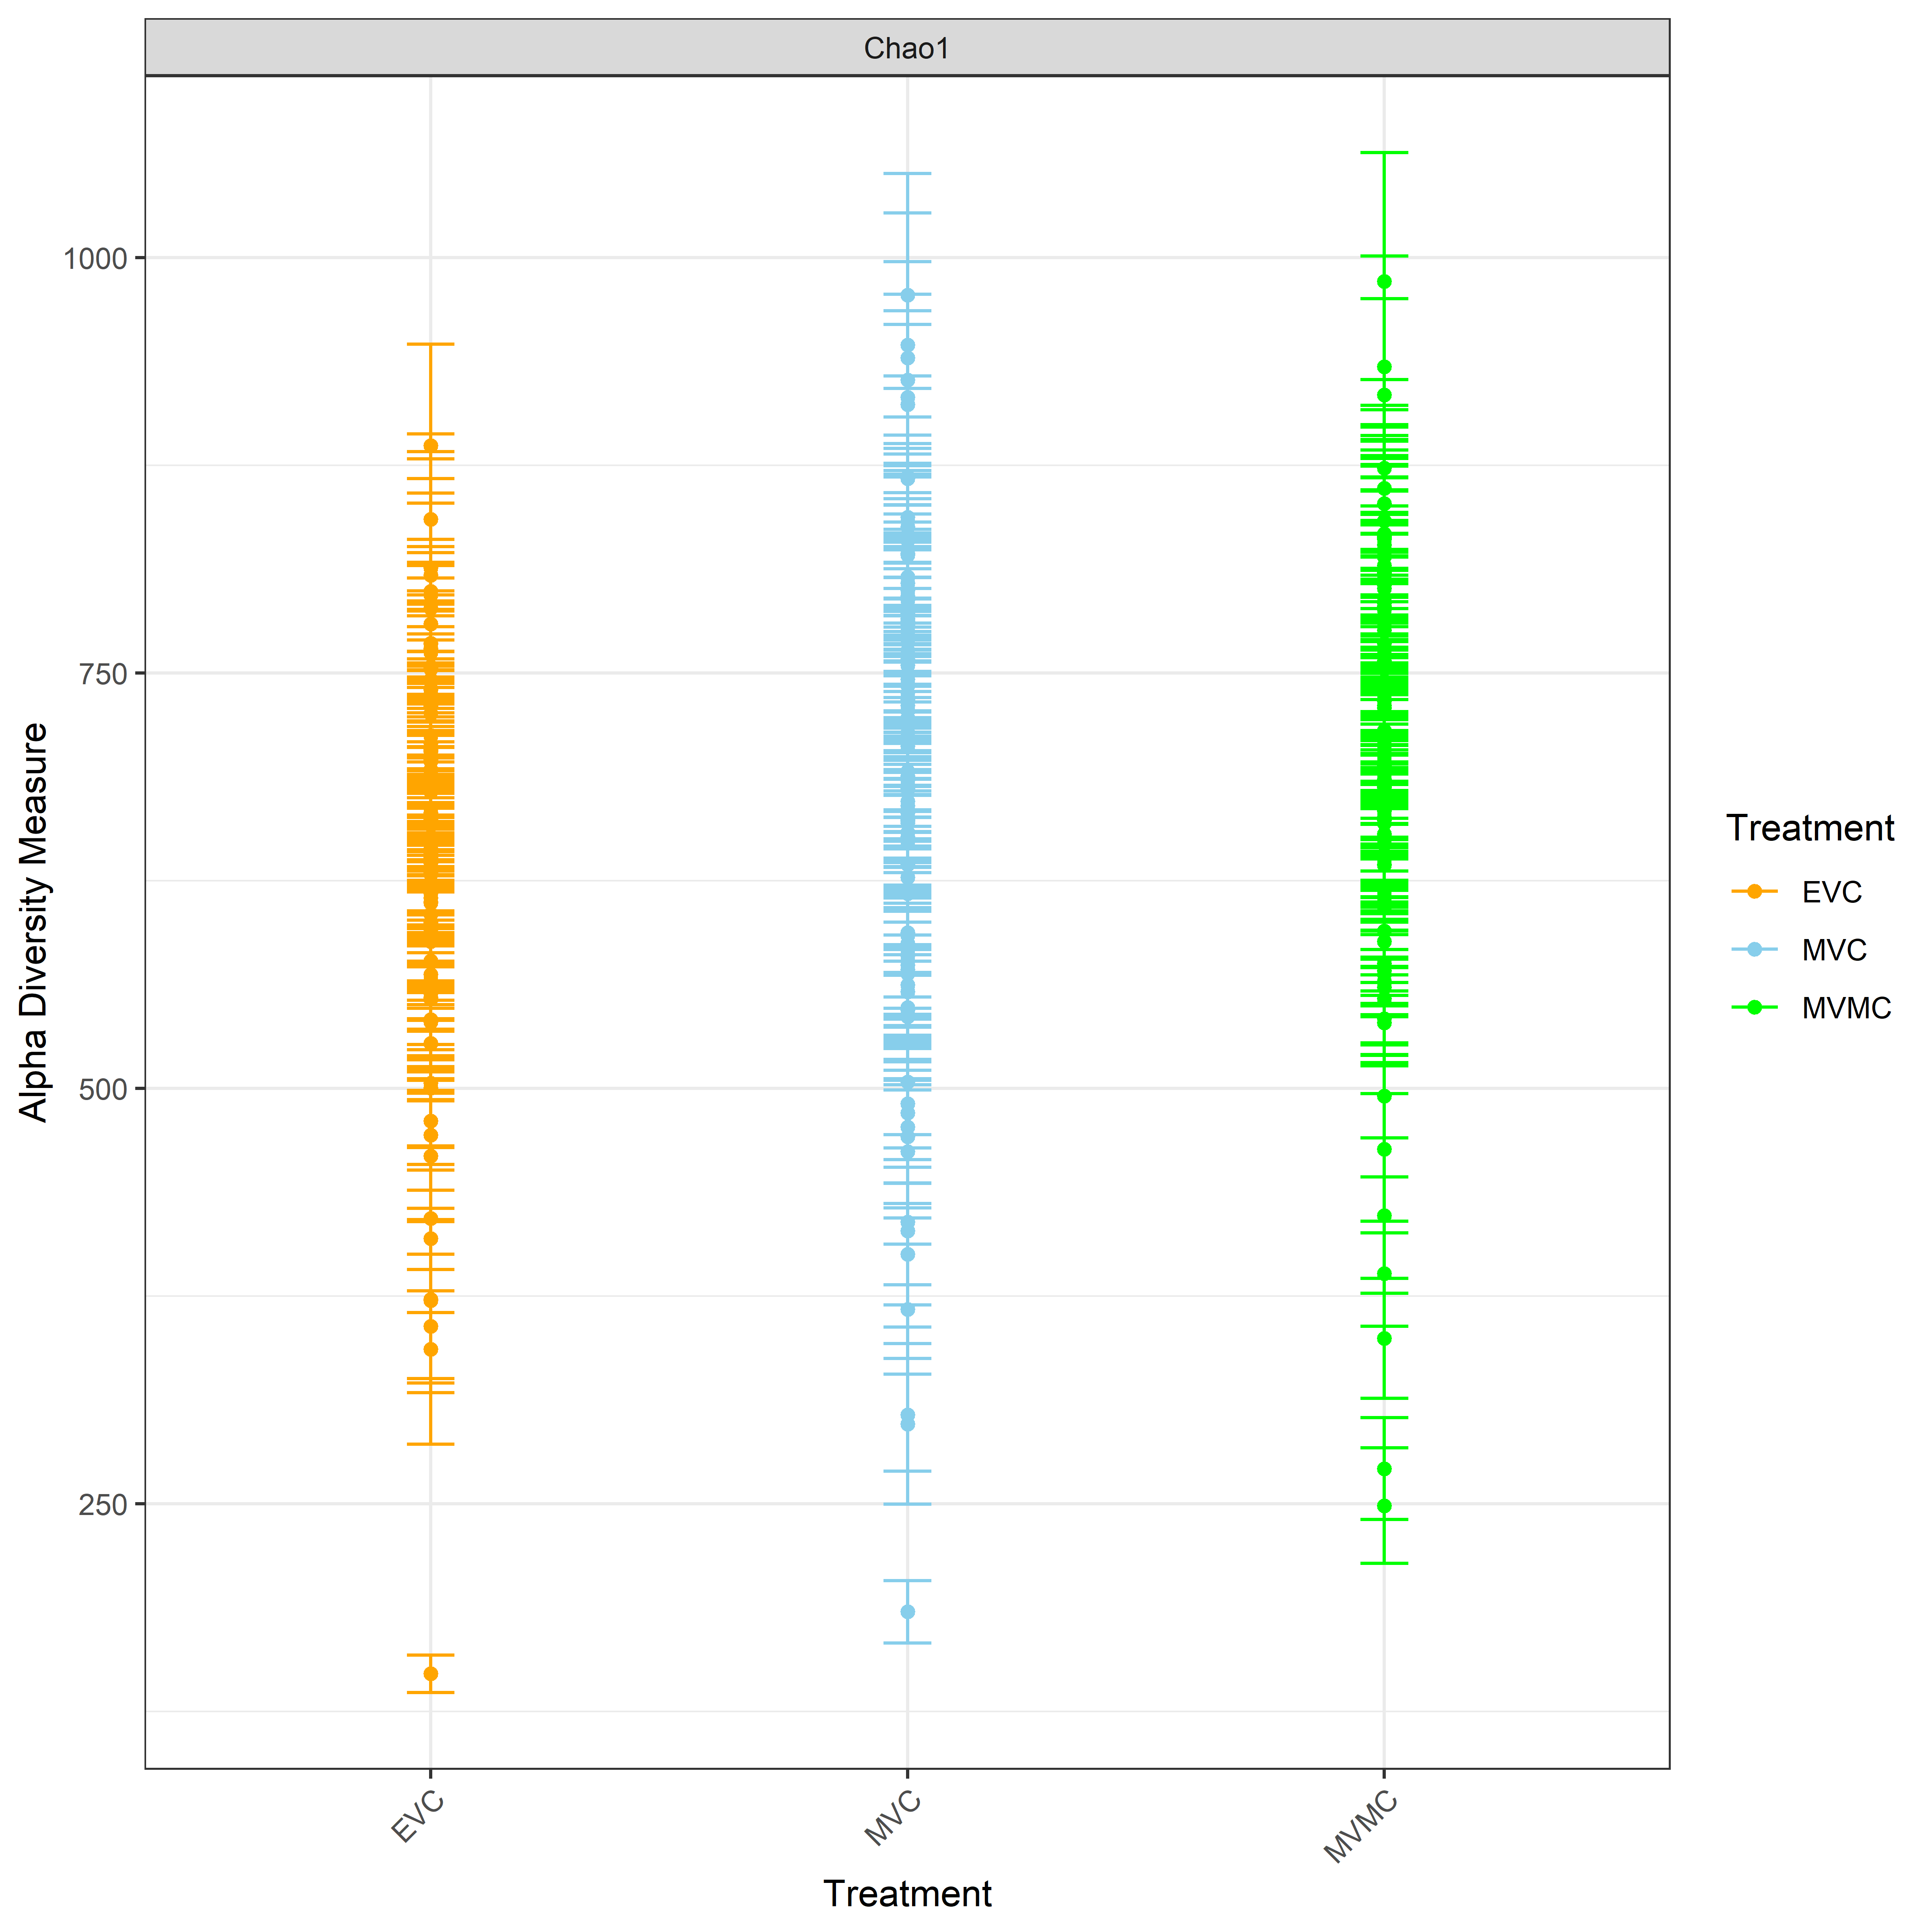 Chao1
1000
750
500
250
Alpha Diversity Measure
EVC
MVC
MVMC
Treatment
Treatment
EVC
MVC
MVMC